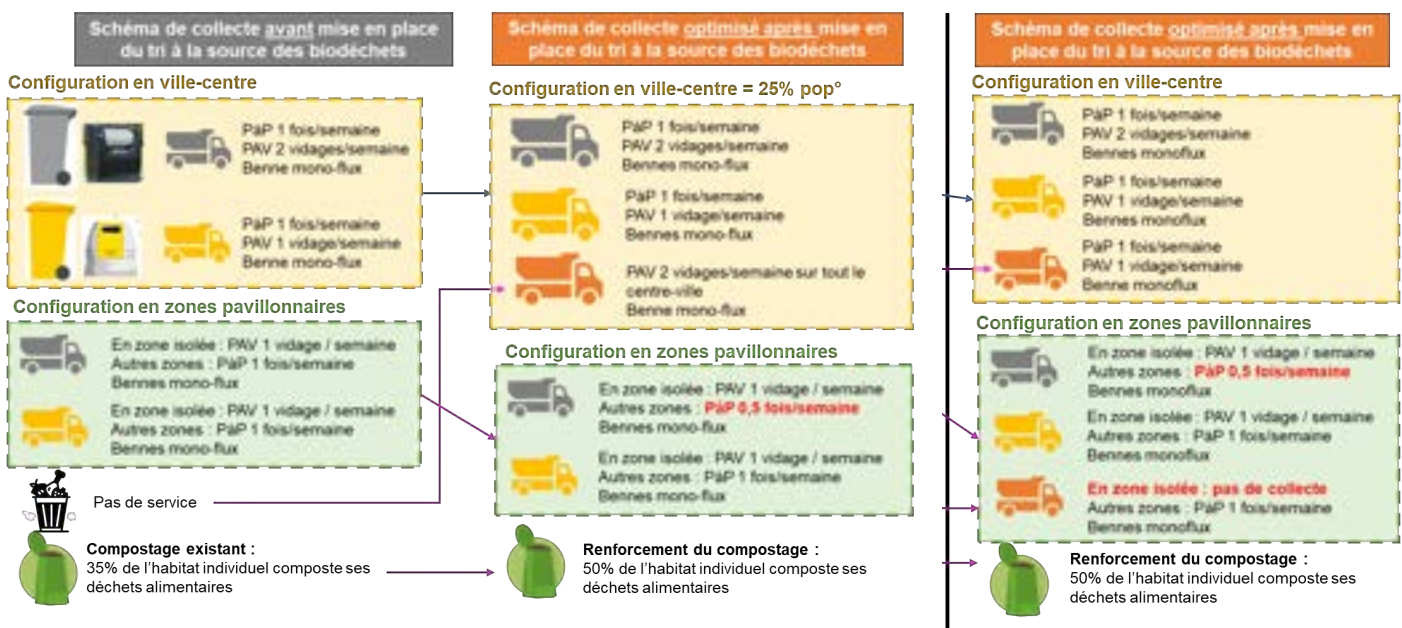 Schéma de collecte avant mise en place
du tri à la source des biodéchets
Configuration en ville-centre
PàP 1 fois/semaine
PAV 2 vidages/semaine
Benne mono-flux
PàP 1 fois/semaine
PAV 1 vidage/semaine
Benne mono-flux
Configuration en zones pavillonnaires
En zone isolée : PAV 1 vidage / semaine
Autres zones : PàP 1 fois/semaine
Bennes mono-flux
En zone isolée : PAV 1 vidage / semaine
Autres zones : PàP 1 fois/semaine
Bennes mono-flux
Pas de service
Compostage existant :
35% de l'habitat individuel composte ses
déchets alimentaires
Schéma de collecte optimisé après mise en
place du tri à la source des biodéchets
Configuration en ville-centre = 25% pop°
PàP 1 fois/semaine
PAV 2 vidages/semaine
Bennes mono-flux
PàP 1 fois/semaine
PAV 1 vidage/semaine
Bennes mono-flux
PAV 2 vidages/semaine sur tout le
centre-ville
Benne mono-flux
Configuration en zones pavillonnaires
En zone isolée : PAV 1 vidage / semaine
Autres zones : PàP 0,5 fois/semaine
Bennes mono-flux
En zone isolée : PAV 1 vidage / semaine
Autres zones : PàP 1 fois/semaine
Bennes mono-flux
Renforcement du compostage :
50% de l'habitat individuel composte ses
déchets alimentaires
Schéma de collecte optimisé après mise en
place du tri à la source des biodéchets
Configuration en ville-centre
PàP 1 fois/semaine
PAV 2 vidages/semaine
Bennes monoflux
PàP 1 fois/semaine
PAV 1 vidage/semaine
Bennes monoflux
PàP 1 fois/semaine
PAV 1 vidage/semaine
Benne monoflux
Configuration en zones pavillonnaires
En zone isolée : PAV 1 vidage / semaine
Autres zones : PàP 0,5 fois/semaine
Bennes monoflux
En zone isolée : PAV 1 vidage / semaine
Autres zones : PàP 1 fois/semaine
Bennes monoflux
En zone isolée : pas de collecte
Autres zones : PàP 1 fois/semaine
Bennes monoflux
Renforcement du compostage :
50% de l'habitat individuel composte ses
déchets alimentaires